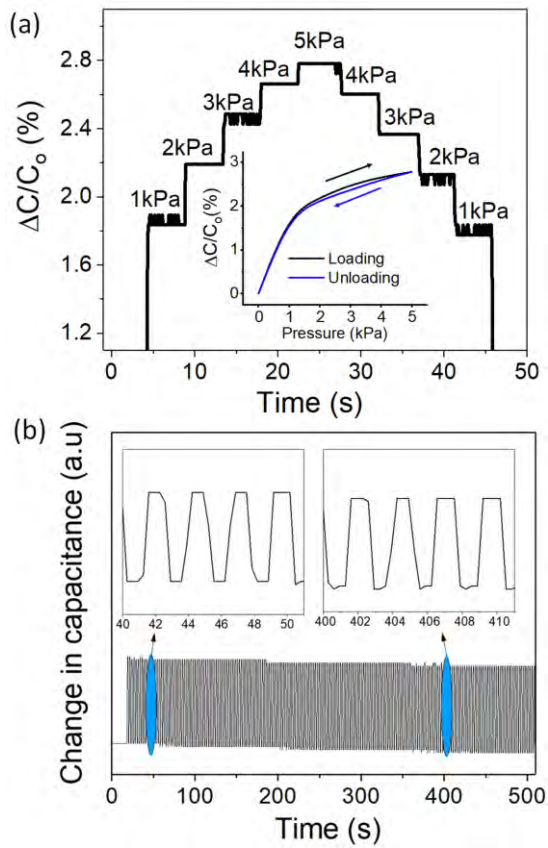 (a)
ΔC/Co (%)
2.8
2.4
2.0
1.6
1.2
1kPa
2kPa
3kPa
4kPa
5kPa
4kPa
3kPa
2kPa
1kPa
ΔC/Co(%)
3
2
1
0
Loading
Unloading
0 1 2 3 4 5
Pressure (kPa)
0 10 20 30 40 50
Time (s)
(b)
Change in capacitance (a.u)
40 42 44 46 48 50
400 402 404 406 408 410
0 100 200 300 400 500
Time (s)